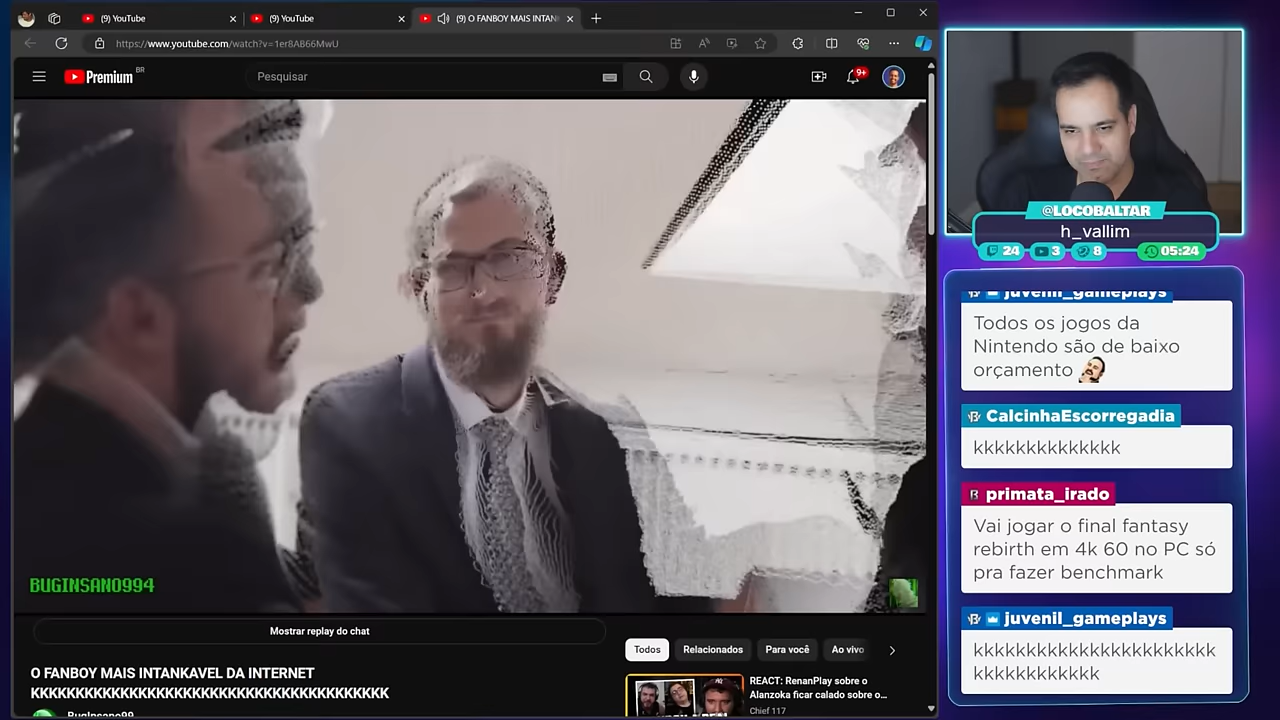 (9) YouTube
(9) YouTube
(9) O FANBOY MAIS INTAN
https://www.youtube.com/watch?v=1er8AB66MwU
Premium BR
Pesquisar
9+
BUGINSANO994
Mostrar replay do chat
O FANBOY MAIS INTANKAVEL DA INTERNET
KKKKKKKKKKKKKKKKKKKKKKKKKKKKKKKKKKKKKKK
BugInsano99
Todos
Relacionados
Para você
Ao vivo
REACT: RenanPlay sobre o
Alanzoka ficar calado sobre o...
Chief 117
@LOCOBALTAR
h_vallim
24
3
8
05:24
juvenil_gameplays
Todos os jogos da
Nintendo são de baixo
orçamento
CalcinhaEscorregadia
kkkkkkkkkkkkkk
primata_irado
Vai jogar o final fantasy
rebirth em 4k 60 no PC só
pra fazer benchmark
juvenil_gameplays
kkkkkkkkkkkkkkkkkkkkkkk
kkkkkkkkkkkk